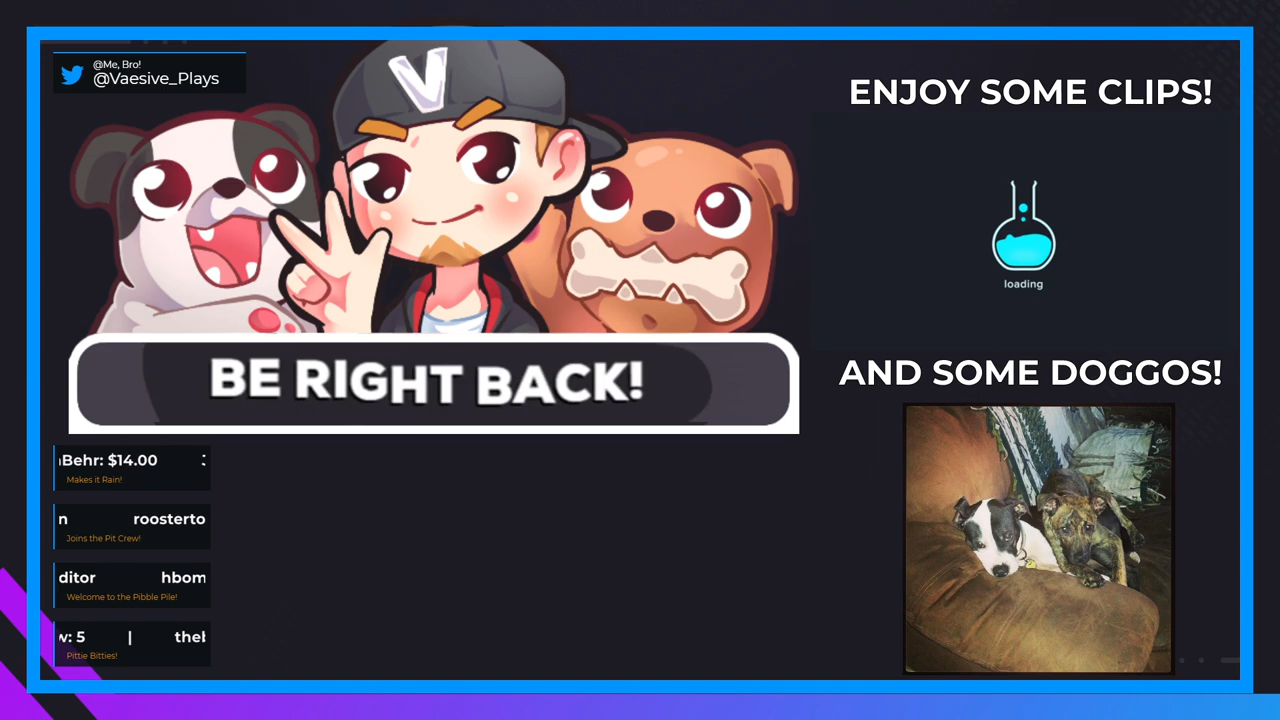 @Me, Bro!
@Vaesive_Plays
V
ENJOY SOME CLIPS!
loading
BE RIGHT BACK!
AND SOME DOGGOS!
Behr: $14.00
Makes it Rain!
n roosterto
Joins the Pit Crew!
ditor hbom
Welcome to the Pibble Pile!
: 5 | thel
Pittie Bitties!